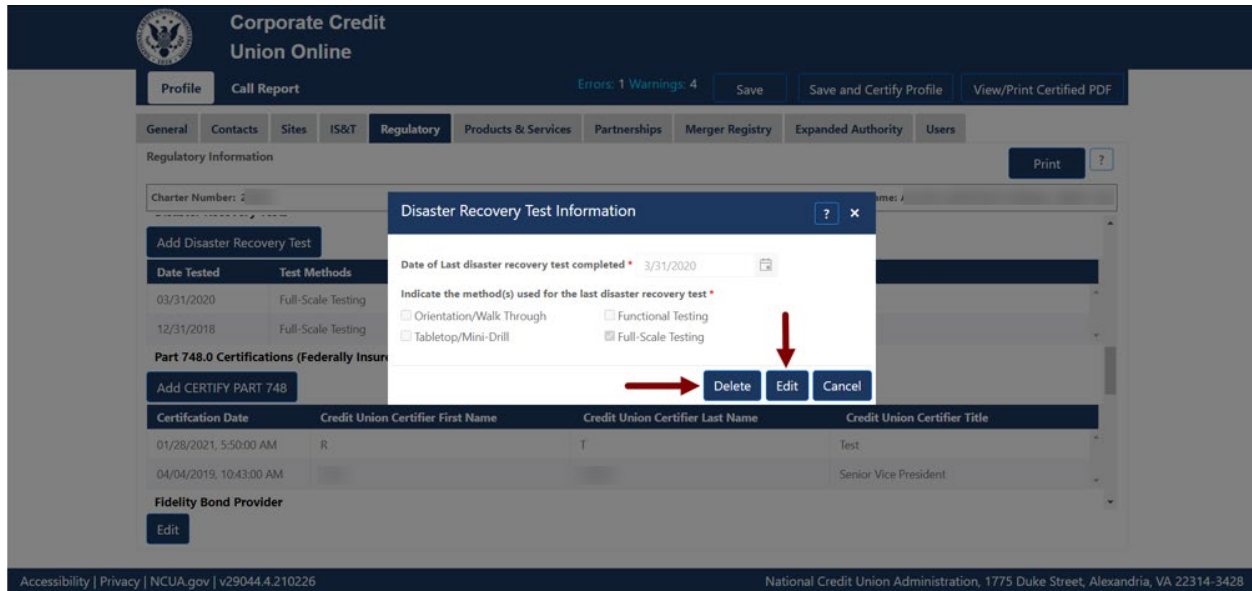 Corporate Credit
Union Online
Profile Call Report Errors: 1 Warnings: 4 Save Save and Certify Profile View/Print Certified PDF
General Contacts Sites IS&T Regulatory Products & Services Partnerships Merger Registry Expanded Authority Users
Regulatory Information Print ?
Charter Number: 2
Disaster Recovery Test Information ? ×
Add Disaster Recovery Test
Date of Last disaster recovery test completed * 3/31/2020
Date Tested Test Methods
Indicate the method(s) used for the last disaster recovery test *
03/31/2020 Full-Scale Testing
Orientation/Walk Through Functional Testing
12/31/2018 Full-Scale Testing
Tabletop/Mini-Drill Full-Scale Testing
Part 748.0 Certifications (Federally Insure
Add CERTIFY PART 748
Delete Edit Cancel
Certifcation Date Credit Union Certifier First Name Credit Union Certifier Last Name Credit Union Certifier Title
01/28/2021, 5:50:00 AM R T Test
04/04/2019, 10:43:00 AM Senior Vice President
Fidelity Bond Provider
Edit
Accessibility | Privacy | NCUA.gov | v29044.4.210226 National Credit Union Administration, 1775 Duke Street, Alexandria, VA 22314-3428